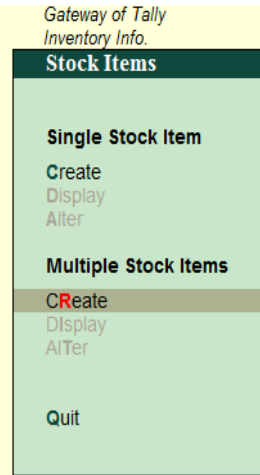 Gateway of Tally
Inventory Info.
Stock Items
Single Stock Item
Create
Display
Alter
Multiple Stock Items
CReate
DIsplay
AlTer
Quit